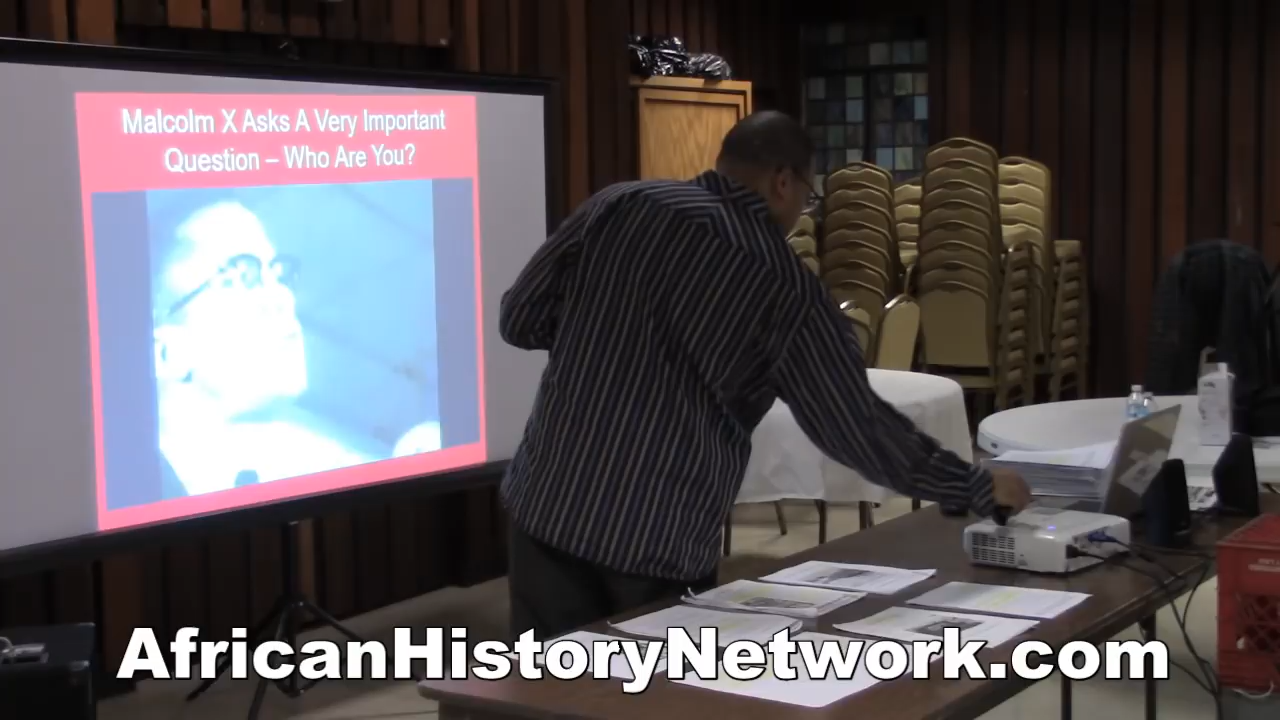 Malcolm X Asks A Very Important
Question – Who Are You?
AfricanHistoryNetwork.com